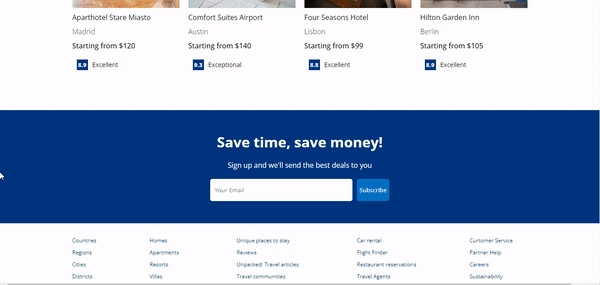 Aparthotel Stare Miasto Comfort Suites Airport Four Seasons Hotel Hilton Garden Inn
Madrid Austin Lisbon Berlin
Starting from $120 Starting from $140 Starting from $99 Starting from $105
8.9 Excellent 9.3 Exceptional 8.8 Excellent 8.9 Excellent
Save time, save money!
Sign up and we'll send the best deals to you
Your Email Subscribe
Countries Homes Unique places to stay Car rental Curtomer Service
Regions Apartments Reviews Flight Finder Partner Help
Cities Resorts Unpacked: Travel articles Restaurant reservations Careers
Districts Villas Travel communities Travel Agents Sustainability